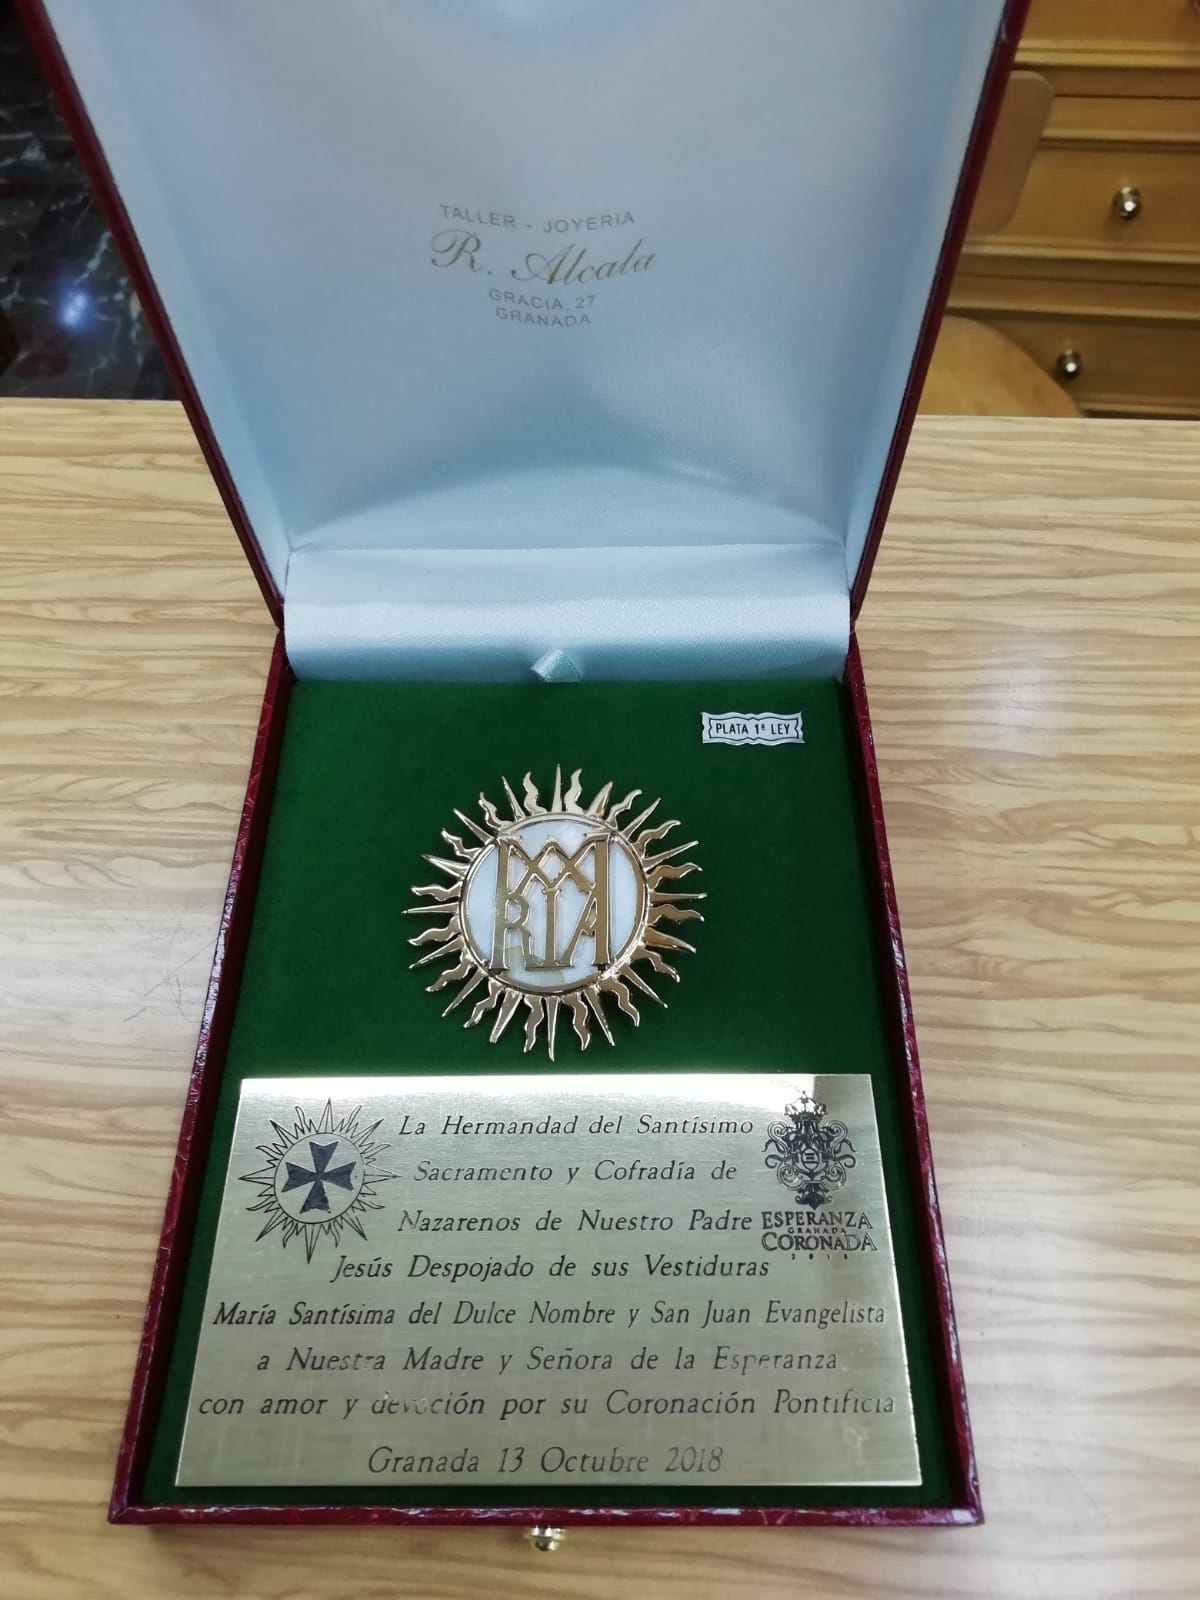 TALLER - JOYERIA
R. Alcala
GRACIA, 27
GRANADA
PLATA 1ª LEY
MARIA
La Hermandad del Santísimo
Sacramento y Cofradía de
Nazarenos de Nuestro Padre
Jesús Despojado de sus Vestiduras
María Santísima del Dulce Nombre y San Juan Evangelista
a Nuestra Madre y Señora de la Esperanza
con amor y devoción por su Coronación Pontificia
Granada 13 Octubre 2018
ESPERANZA
GRANADA
CORONADA
2018